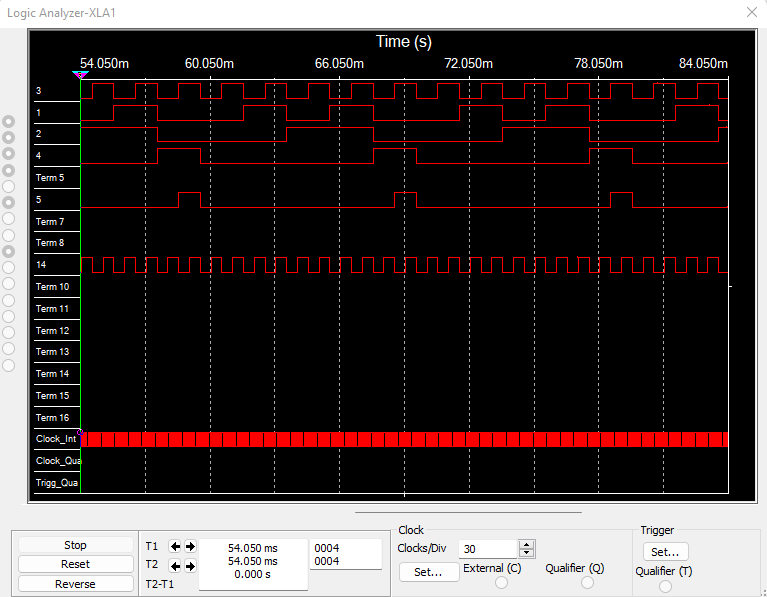 Logic Analyzer-XLA1
Time (s)
54.050m 60.050m 66.050m 72.050m 78.050m 84.050m
3
1
2
4
Term 5
5
Term 7
Term 8
14
Term 10
Term 11
Term 12
Term 13
Term 14
Term 15
Term 16
Clock_Int
Clock_Qua
Trigg_Qua
Stop
Reset
Reverse
T1
T2
T2-T1
54.050 ms
54.050 ms
0.000 s
0004
0004
Clock
Clocks/Div 30
Set...
External (C)
Qualifier (Q)
Trigger
Set...
Qualifier (T)